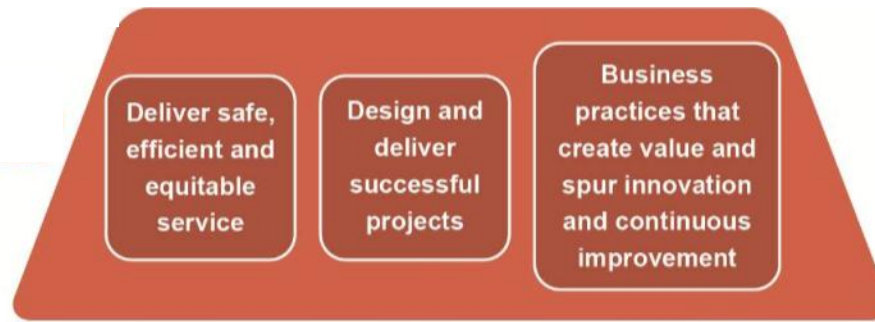 Deliver safe,
efficient and
equitable
service
Design and
deliver
successful
projects
Business
practices that
create value and
spur innovation
and continuous
improvement